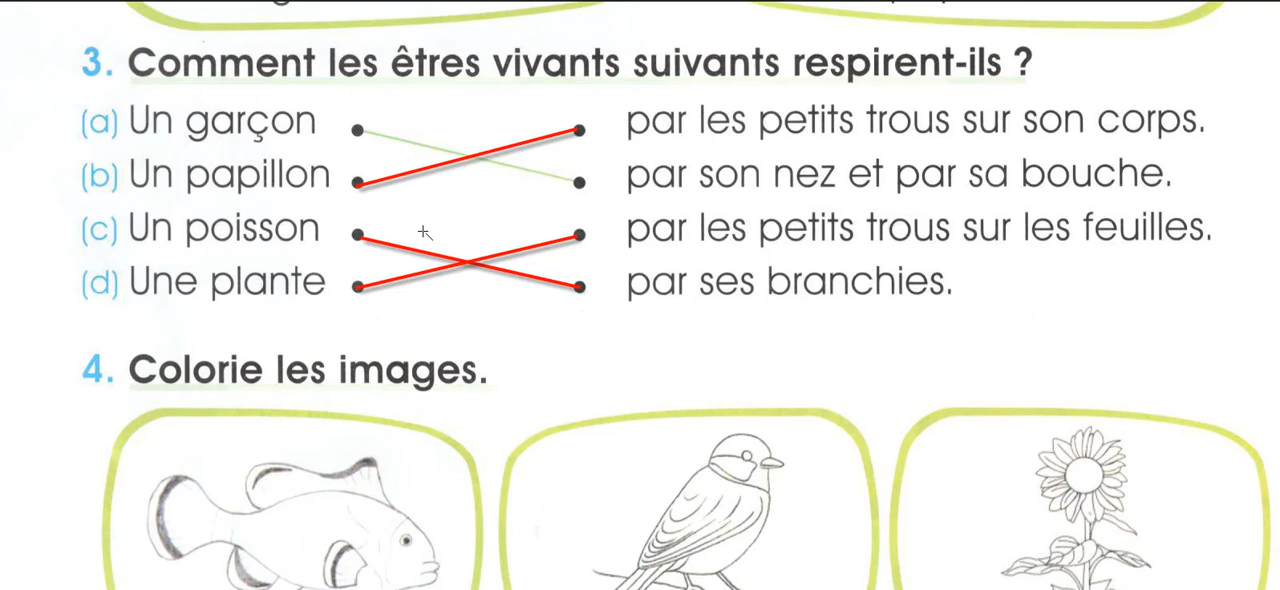 3. Comment les êtres vivants suivants respirent-ils ?
(a) Un garçon par les petits trous sur son corps.
(b) Un papillon par son nez et par sa bouche.
(c) Un poisson par les petits trous sur les feuilles.
(d) Une plante par ses branchies.
4. Colorie les images.